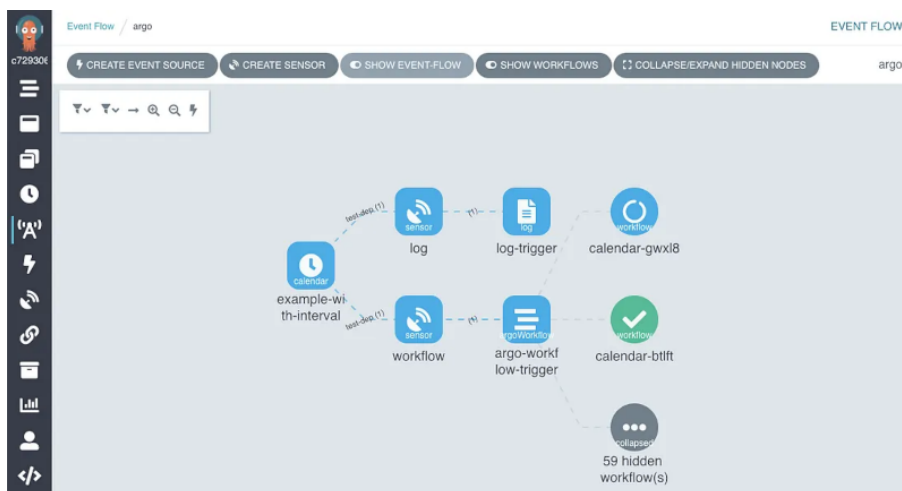 Event Flow / argo
EVENT FLOW
c729306
CREATE EVENT SOURCE
CREATE SENSOR
SHOW EVENT-FLOW
SHOW WORKFLOWS
COLLAPSE/EXPAND HIDDEN NODES
argo
test-dep (1)
sensor
log
(1)
log
log-trigger
workflow
calendar-gwxl8
calendar
example-wi
th-interval
test-dep (1)
sensor
workflow
(1)
argoWorkflow
argo-workf
low-trigger
workflow
calendar-btlft
collapsed
59 hidden
workflow(s)